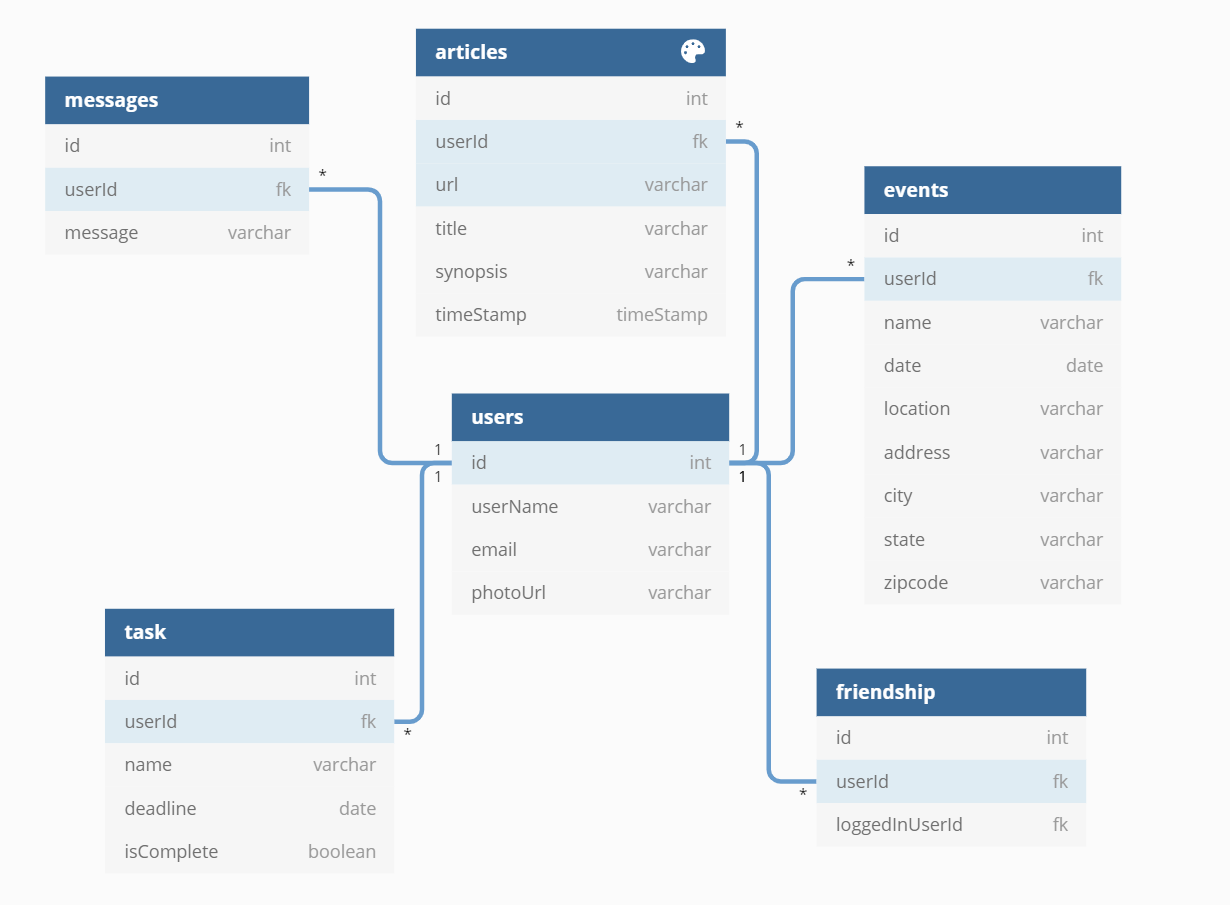 messages
id int
userId fk
message varchar
*
articles
id int
userId fk
url varchar
title varchar
synopsis varchar
timeStamp timeStamp
*
events
id int
userId fk
name varchar
date date
location varchar
address varchar
city varchar
state varchar
zipcode varchar
*
users
id int
userName varchar
email varchar
photoUrl varchar
1
1
1
1
task
id int
userId fk
name varchar
deadline date
isComplete boolean
*
friendship
id int
userId fk
loggedInUserId fk
*